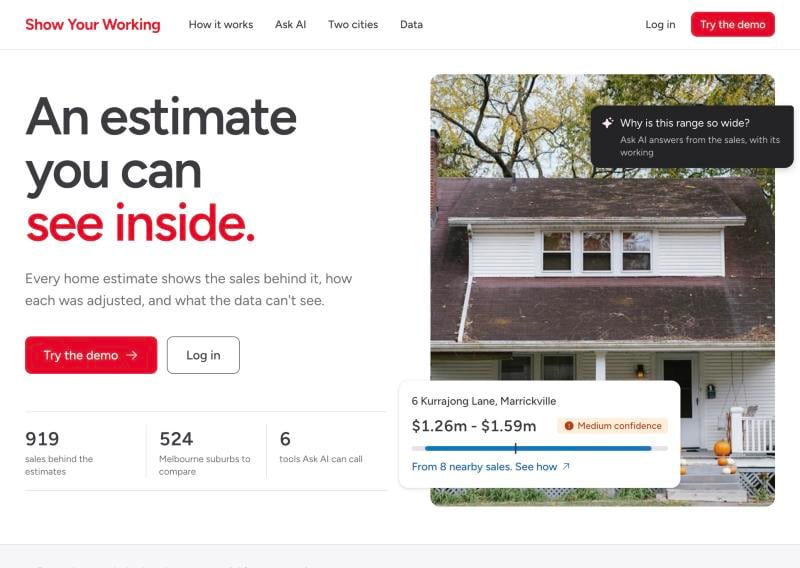 Show Your Working
How it works
Ask AI
Two cities
Data
Log in
Try the demo
An estimate
you can
see inside.
Every home estimate shows the sales behind it, how
each was adjusted, and what the data can't see.
Try the demo
Log in
919
sales behind the
estimates
524
Melbourne suburbs to
compare
6
tools Ask AI can call
Why is this range so wide?
Ask AI answers from the sales, with its
working
6 Kurrajong Lane, Marrickville
$1.26m - $1.59m
Medium confidence
From 8 nearby sales. See how